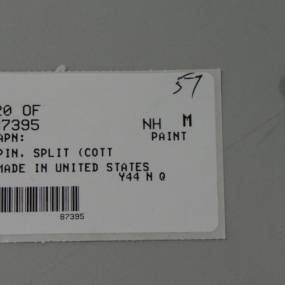 57
20 OF
87395 NH M
APN: PAINT
PIN, SPLIT (COTT
MADE IN UNITED STATES
Y44 N Q
87395